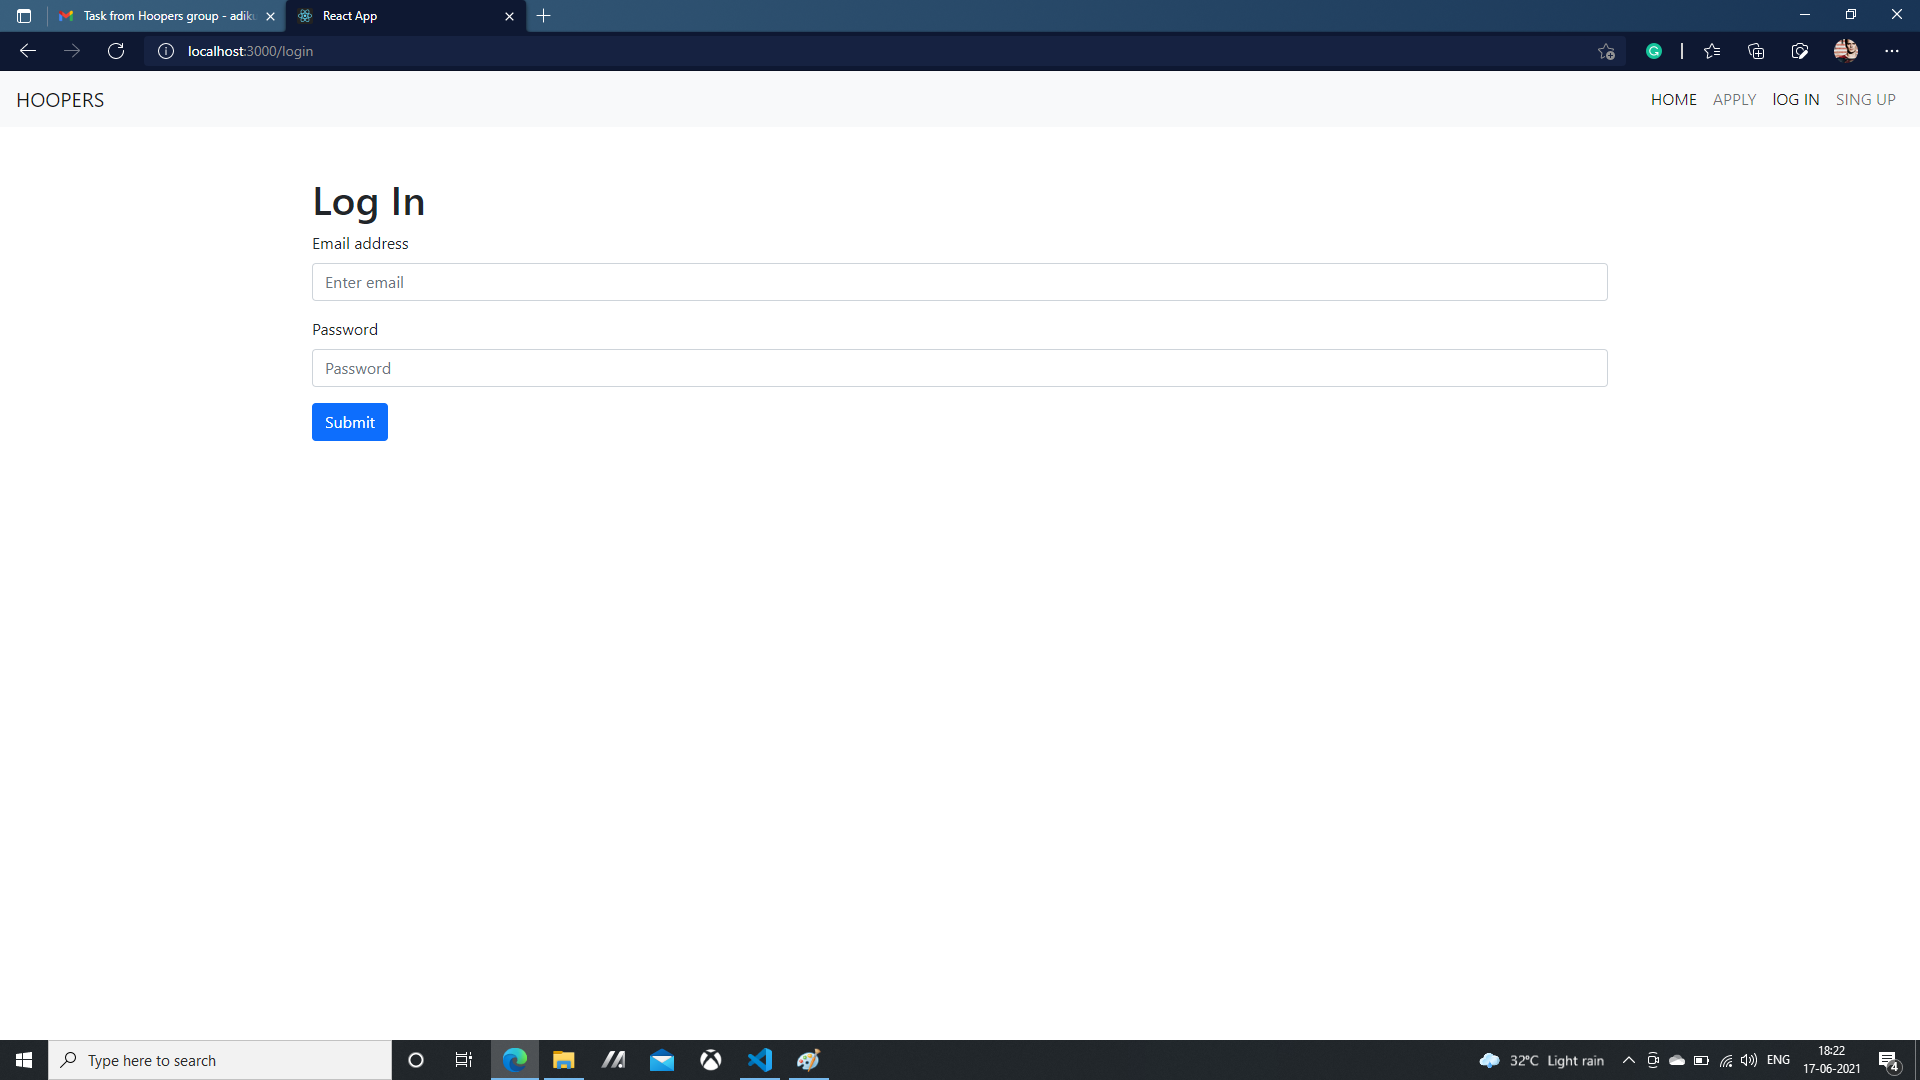 Task from Hoopers group - adiku
React App
localhost:3000/login
HOOPERS
HOME APPLY lOG IN SING UP
Log In
Email address
Enter email
Password
Password
Submit
Type here to search
32°C Light rain
ENG
18:22
17-06-2021
4